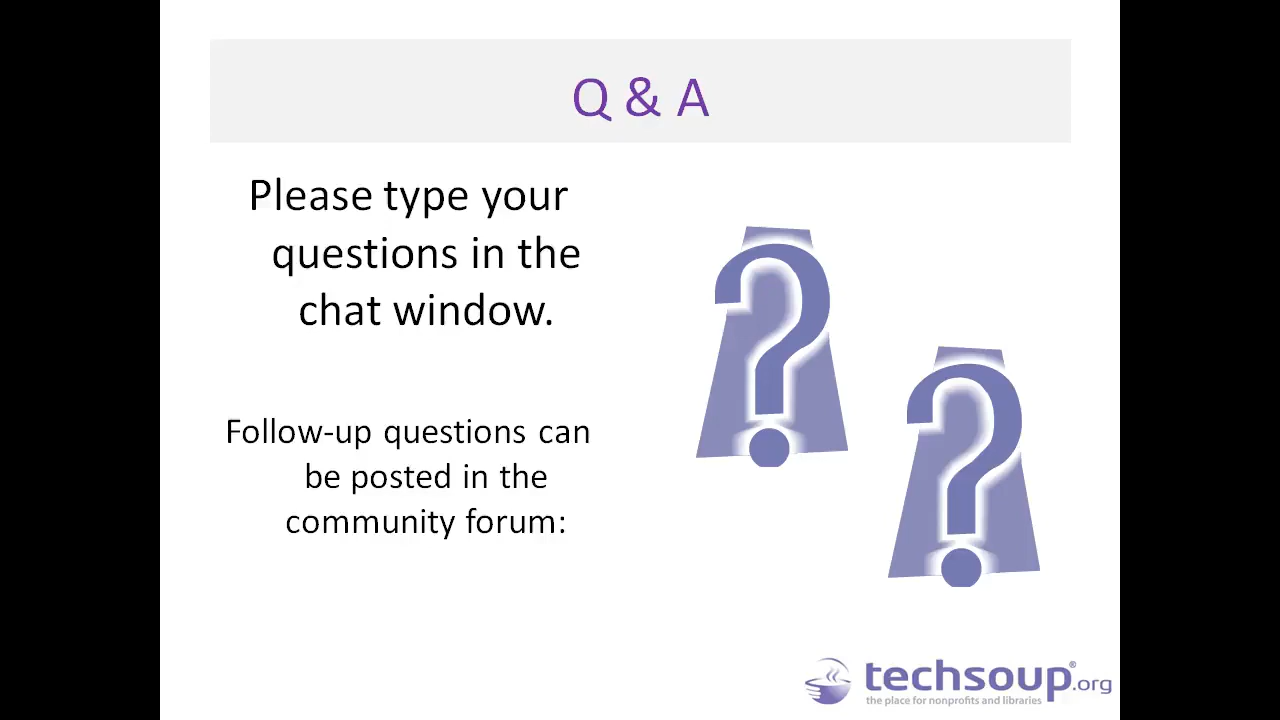 Q & A
Please type your
questions in the
chat window.
Follow-up questions can
be posted in the
community forum:
? ?
techsoup®.org
the place for nonprofits and libraries